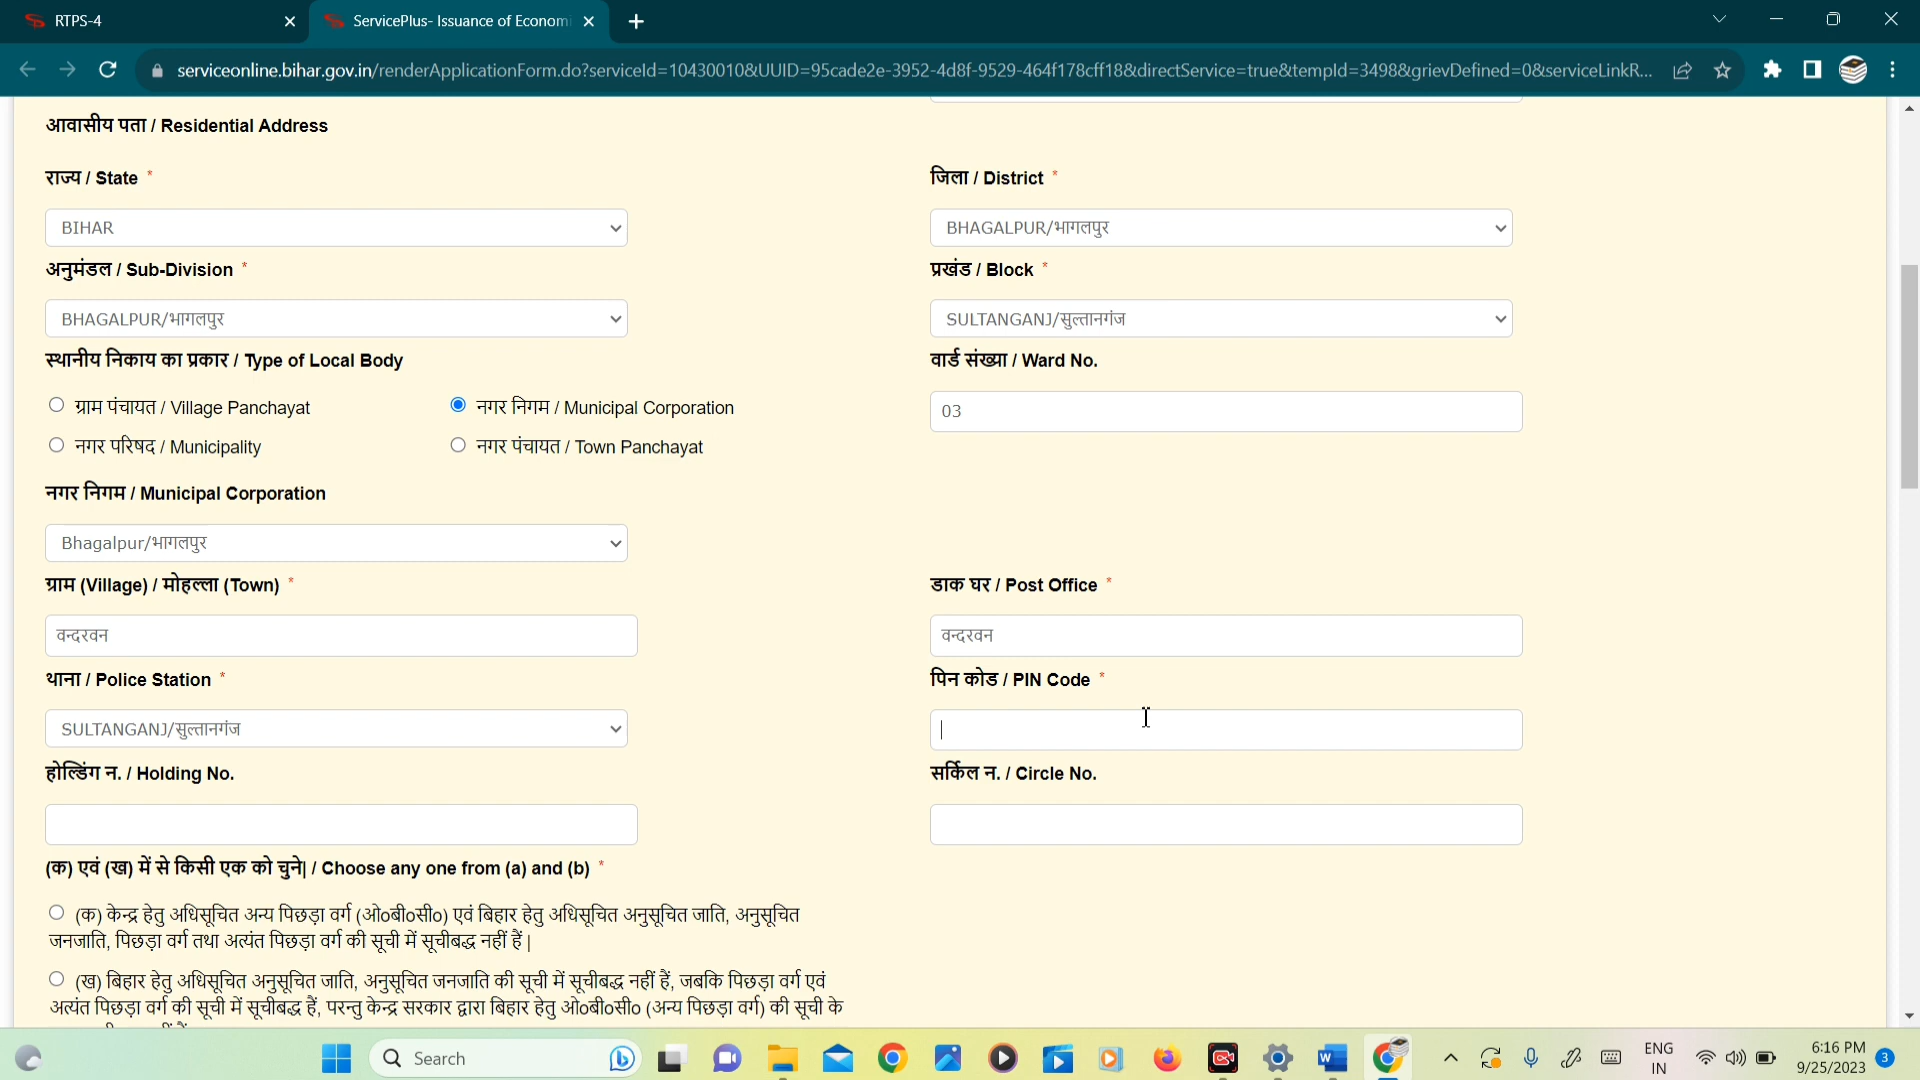 RTPS-4
ServicePlus- Issuance of Economi
serviceonline.bihar.gov.in/renderApplicationForm.do?serviceId=10430010&UUID=95cade2e-3952-4d8f-9529-464f178cff18&directService=true&tempId=3498&grievDefined=0&serviceLinkR...
आवासीय पता / Residential Address
राज्य / State *
जिला / District *
BIHAR
BHAGALPUR/भागलपुर
अनुमंडल / Sub-Division *
प्रखंड / Block *
BHAGALPUR/भागलपुर
SULTANGANJ/सुल्तानगंज
स्थानीय निकाय का प्रकार / Type of Local Body
वार्ड संख्या / Ward No.
ग्राम पंचायत / Village Panchayat
नगर निगम / Municipal Corporation
03
नगर परिषद / Municipality
नगर पंचायत / Town Panchayat
नगर निगम / Municipal Corporation
Bhagalpur/भागलपुर
ग्राम (Village) / मोहल्ला (Town) *
डाक घर / Post Office *
वन्दरवन
वन्दरवन
थाना / Police Station *
पिन कोड / PIN Code *
SULTANGANJ/सुल्तानगंज
होल्डिंग न. / Holding No.
सर्किल न. / Circle No.
(क) एवं (ख) में से किसी एक को चुने| / Choose any one from (a) and (b) *
(क) केन्द्र हेतु अधिसूचित अन्य पिछड़ा वर्ग (ओ०बी०सी०) एवं बिहार हेतु अधिसूचित अनुसूचित जाति, अनुसूचित
जनजाति, पिछड़ा वर्ग तथा अत्यंत पिछड़ा वर्ग की सूची में सूचीबद्ध नहीं हैं |
(ख) बिहार हेतु अधिसूचित अनुसूचित जाति, अनुसूचित जनजाति की सूची में सूचीबद्ध नहीं हैं, जबकि पिछड़ा वर्ग एवं
अत्यंत पिछड़ा वर्ग की सूची में सूचीबद्ध हैं, परन्तु केन्द्र सरकार द्वारा बिहार हेतु ओ०बी०सी० (अन्य पिछड़ा वर्ग) की सूची के
Search
ENG
IN
6:16 PM
9/25/2023
3